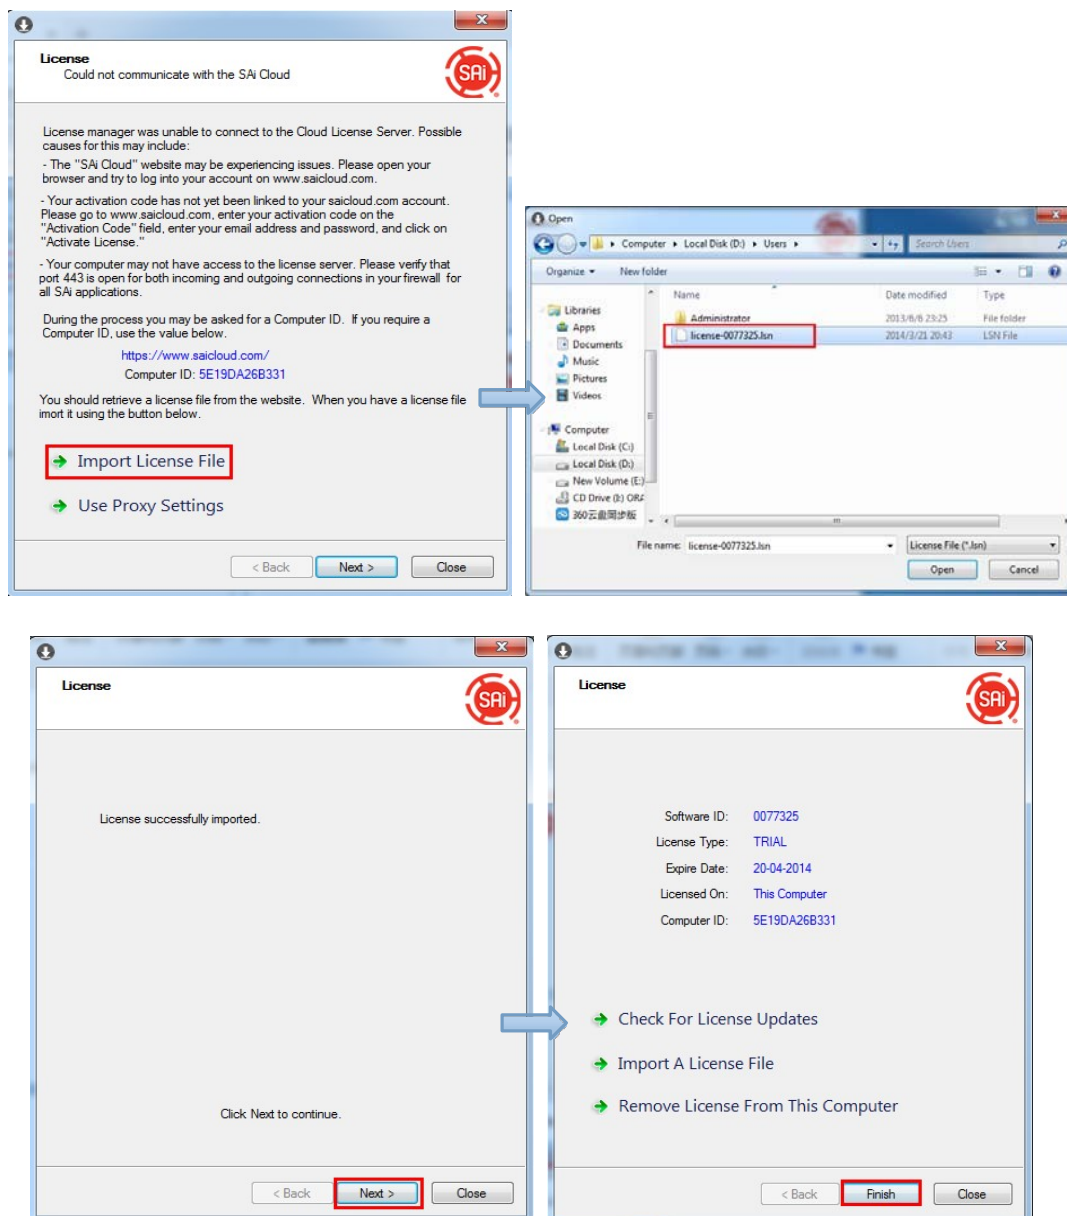 License
Could not communicate with the SAi Cloud
SAi
License manager was unable to connect to the Cloud License Server. Possible
causes for this may include:
- The "SAi Cloud" website may be experiencing issues. Please open your
browser and try to log into your account on www.saicloud.com.
- Your activation code has not yet been linked to your saicloud.com account.
Please go to www.saicloud.com, enter your activation code on the
"Activation Code" field, enter your email address and password, and click on
"Activate License."
- Your computer may not have access to the license server. Please verify that
port 443 is open for both incoming and outgoing connections in your firewall for
all SAi applications.
During the process you may be asked for a Computer ID. If you require a
Computer ID, use the value below.
https://www.saicloud.com/
Computer ID: 5E19DA26B331
You should retrieve a license file from the website. When you have a license file
imort it using the button below.
Import License File
Use Proxy Settings
< Back Next > Close
Open
Computer Local Disk (D:) Users Search Users
Organize New folder
Name Date modified Type
Libraries
Apps
Documents
Music
Pictures
Videos
Computer
Local Disk (C:)
Local Disk (D:)
New Volume (E:)
CD Drive (I:) ORA
360云盘同步版
Administrator 2013/6/6 23:25 File folder
license-0077325.lsn 2014/3/21 20:43 LSN File
File name: license-0077325.lsn License File (*.lsn)
Open Cancel
License
SAi
License successfully imported.
Click Next to continue.
< Back Next > Close
License
SAi
Software ID: 0077325
License Type: TRIAL
Expire Date: 20-04-2014
Licensed On: This Computer
Computer ID: 5E19DA26B331
Check For License Updates
Import A License File
Remove License From This Computer
< Back Finish Close